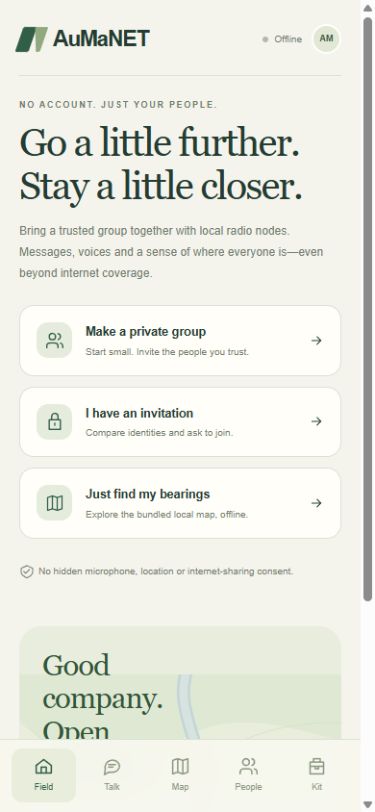 AuMaNET
Offline
AM
NO ACCOUNT. JUST YOUR PEOPLE.
Go a little further.
Stay a little closer.
Bring a trusted group together with local radio nodes.
Messages, voices and a sense of where everyone is—even
beyond internet coverage.
Make a private group
Start small. Invite the people you trust.
I have an invitation
Compare identities and ask to join.
Just find my bearings
Explore the bundled local map, offline.
No hidden microphone, location or internet-sharing consent.
Good
company.
Open
Field
Talk
Map
People
Kit